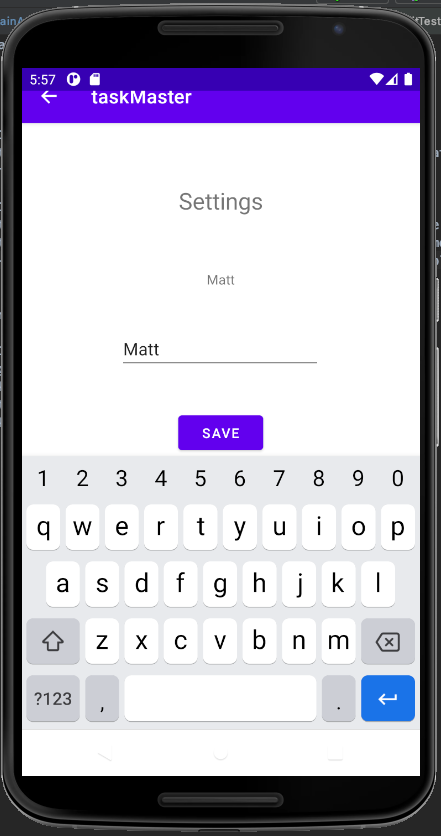 5:57
taskMaster
Settings
Matt
Matt
SAVE
1 2 3 4 5 6 7 8 9 0
q w e r t y u i o p
a s d f g h j k l
z x c v b n m
?123 , .